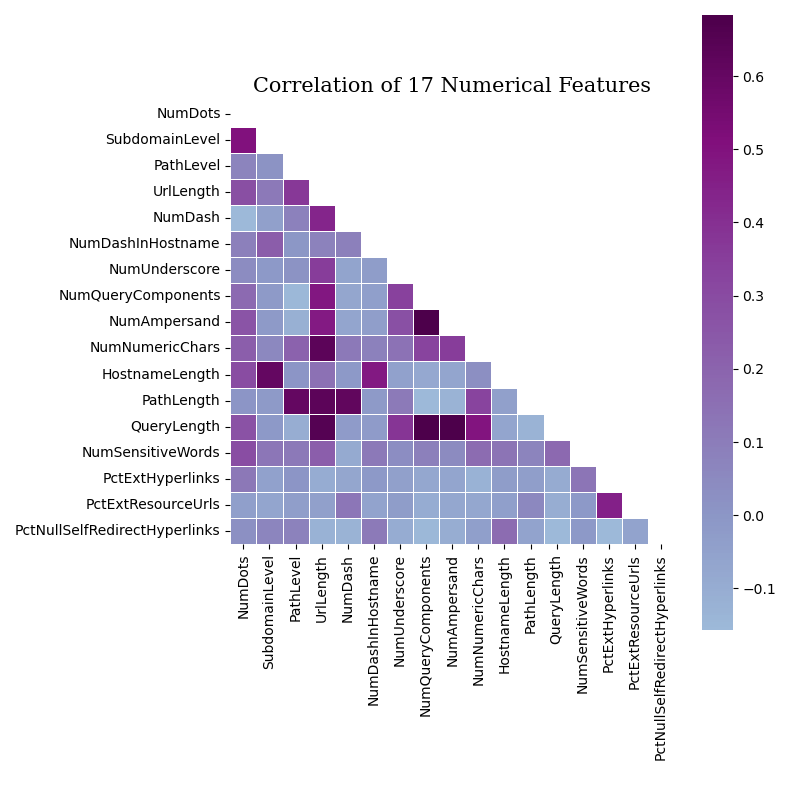 Correlation of 17 Numerical Features
NumDots
SubdomainLevel
PathLevel
UrlLength
NumDash
NumDashInHostname
NumUnderscore
NumQueryComponents
NumAmpersand
NumNumericChars
HostnameLength
PathLength
QueryLength
NumSensitiveWords
PctExtHyperlinks
PctExtResourceUrls
PctNullSelfRedirectHyperlinks
NumDots
SubdomainLevel
PathLevel
UrlLength
NumDash
NumDashInHostname
NumUnderscore
NumQueryComponents
NumAmpersand
NumNumericChars
HostnameLength
PathLength
QueryLength
NumSensitiveWords
PctExtHyperlinks
PctExtResourceUrls
PctNullSelfRedirectHyperlinks
0.6
0.5
0.4
0.3
0.2
0.1
0.0
−0.1